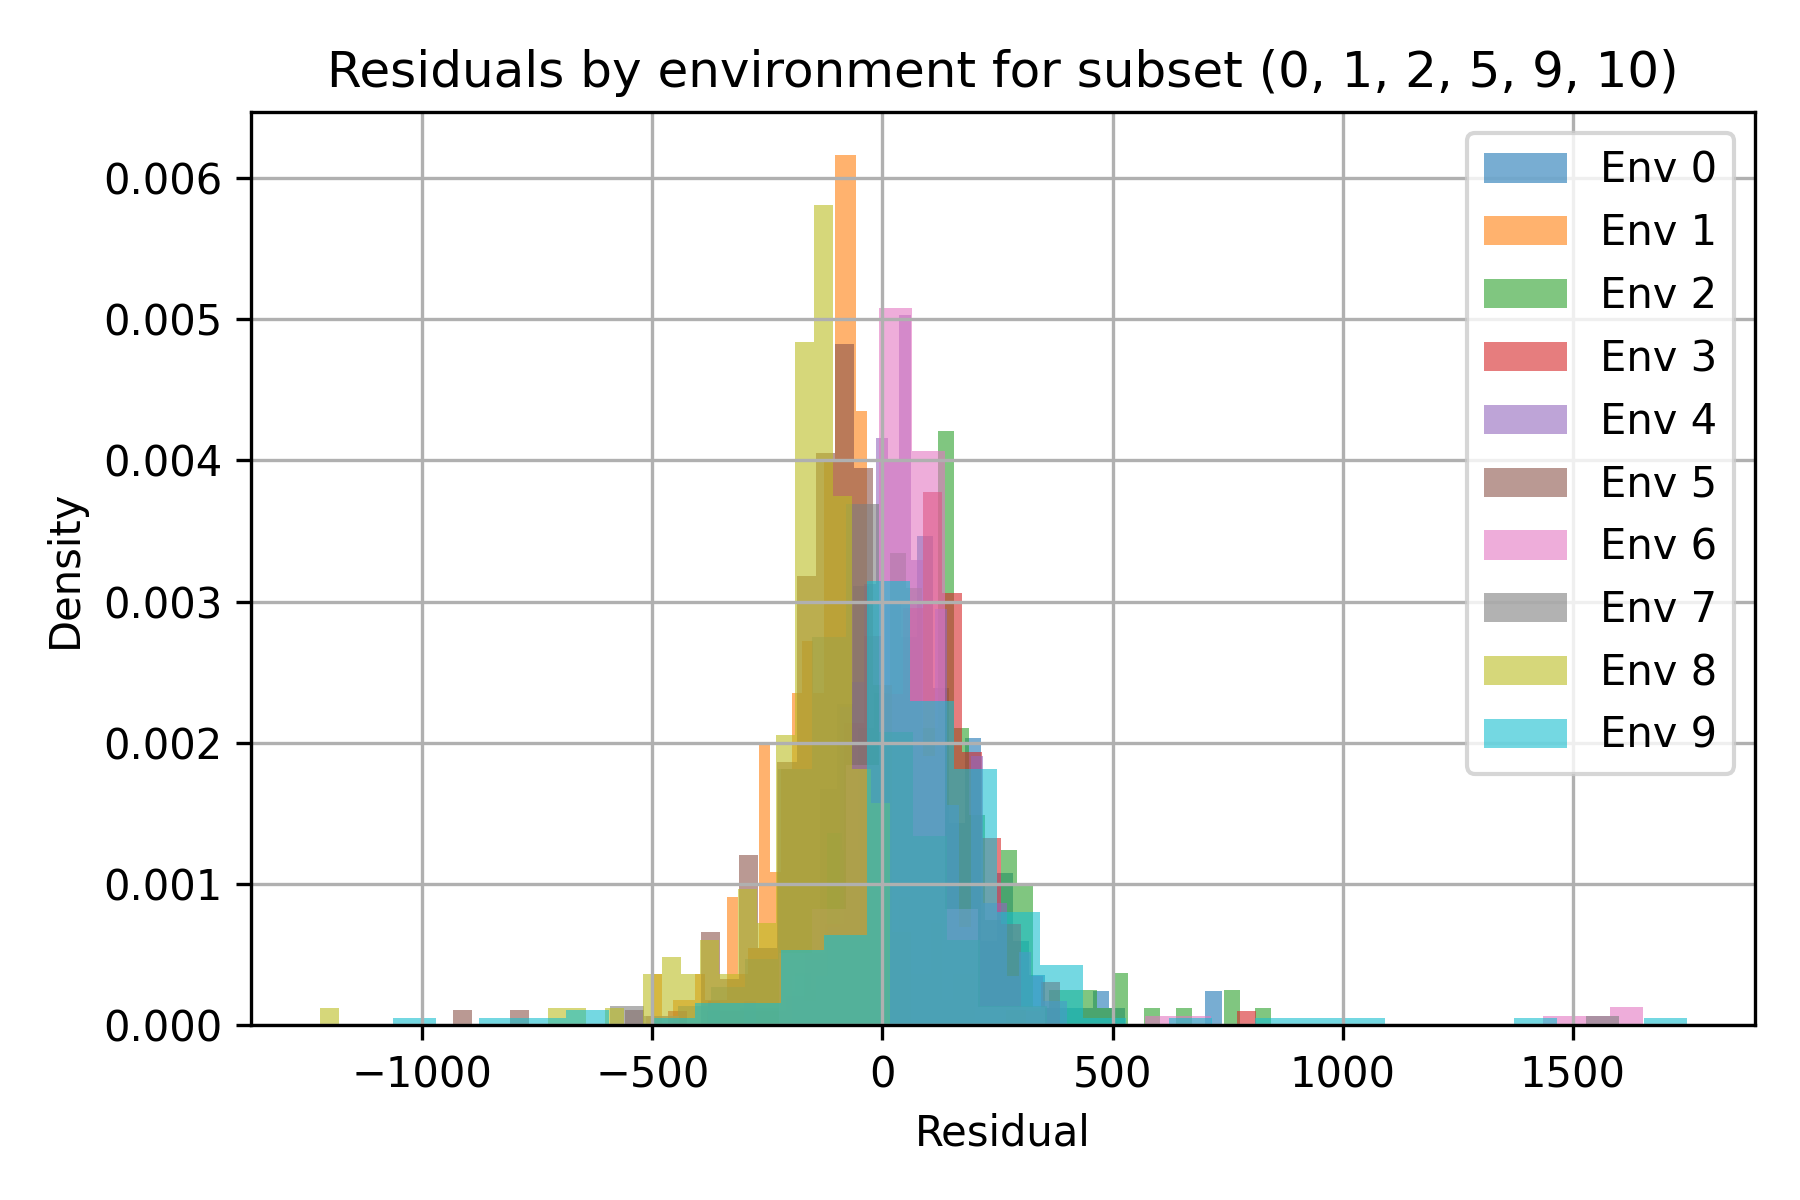 Residuals by environment for subset (0, 1, 2, 5, 9, 10)
0.006
0.005
0.004
0.003
0.002
0.001
0.000
Density
−1000
−500
0
500
1000
1500
Residual
Env 0
Env 1
Env 2
Env 3
Env 4
Env 5
Env 6
Env 7
Env 8
Env 9